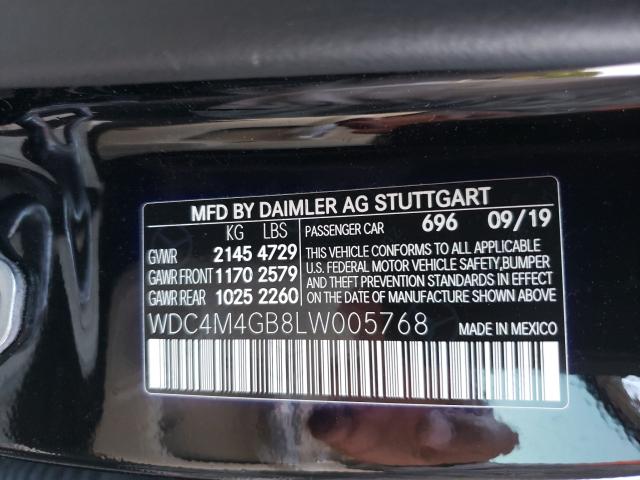 MFD BY DAIMLER AG STUTTGART
KG LBS PASSENGER CAR 696 09/19
GVWR 2145 4729
GAWR FRONT 1170 2579
GAWR REAR 1025 2260
THIS VEHICLE CONFORMS TO ALL APPLICABLE
U.S. FEDERAL MOTOR VEHICLE SAFETY, BUMPER
AND THEFT PREVENTION STANDARDS IN EFFECT
ON THE DATE OF MANUFACTURE SHOWN ABOVE
WDC4M4GB8LW005768 MADE IN MEXICO